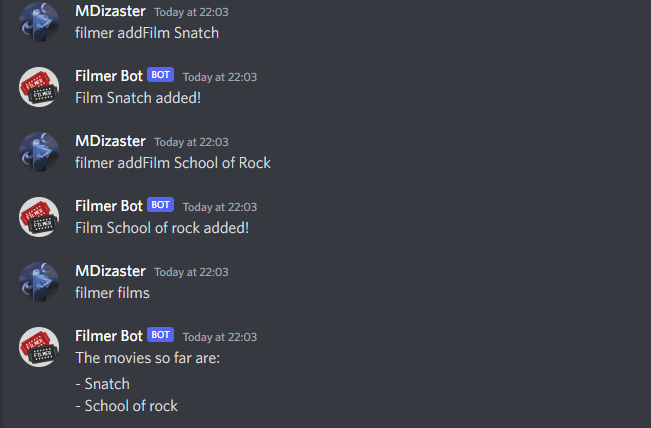 MDizaster Today at 22:03
filmer addFilm Snatch
Filmer Bot BOT Today at 22:03
Film Snatch added!
MDizaster Today at 22:03
filmer addFilm School of Rock
Filmer Bot BOT Today at 22:03
Film School of rock added!
MDizaster Today at 22:03
filmer films
Filmer Bot BOT Today at 22:03
The movies so far are:
- Snatch
- School of rock